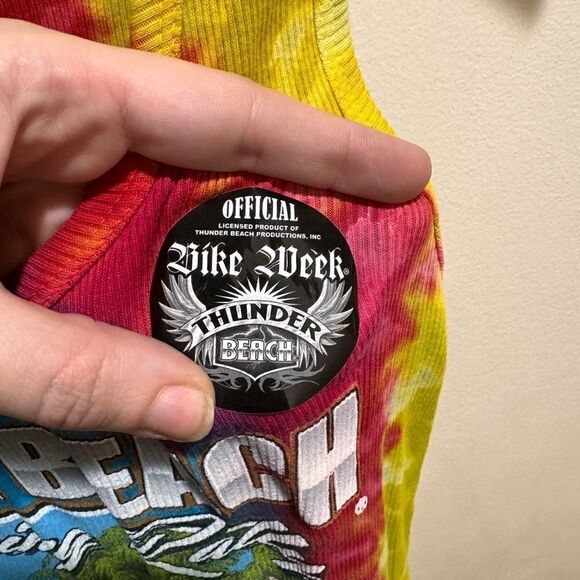 OFFICIAL
LICENSED PRODUCT OF
THUNDER BEACH PRODUCTIONS, INC
Bike Week®
THUNDER
BEACH
BEACH